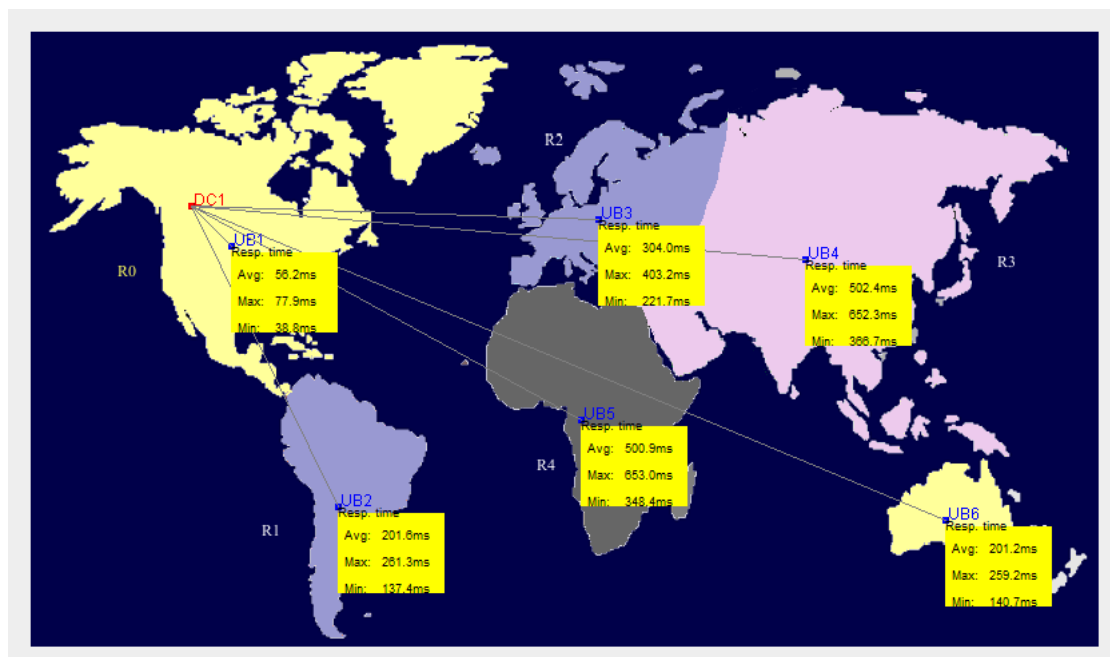 R2
DC1
UB3
Resp. time
Avg: 304.0ms
Max: 403.2ms
Min: 221.7ms
UB1
Resp. time
Avg: 56.2ms
Max: 77.9ms
Min: 38.8ms
R0
UB4
Resp. time
Avg: 502.4ms
Max: 652.3ms
Min: 366.7ms
R3
UB5
Resp. time
Avg: 500.9ms
Max: 653.0ms
Min: 348.4ms
R4
UB2
Resp. time
Avg: 201.6ms
Max: 261.3ms
Min: 137.4ms
R1
UB6
Resp. time
Avg: 201.2ms
Max: 259.2ms
Min: 140.7ms